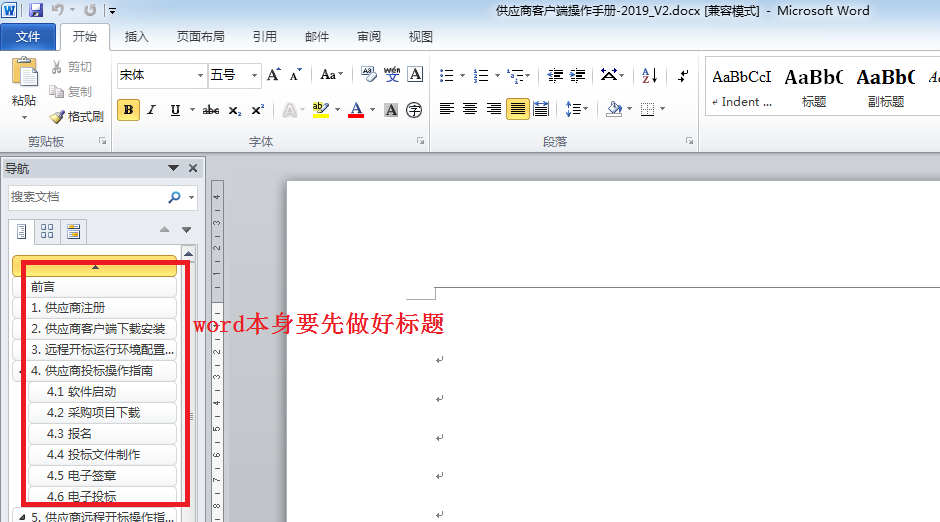 供应商客户端操作手册-2019_V2.docx [兼容模式] - Microsoft Word
文件 开始 插入 页面布局 引用 邮件 审阅 视图
剪切
宋体 五号
AaBbCcI AaBbC AaBbC
复制
粘贴
格式刷
Indent ... 标题 副标题
剪贴板 字体 段落
导航
搜索文档
前言
1. 供应商注册
word本身要先做好标题
2. 供应商客户端下载安装
3. 远程开标运行环境配置...
4. 供应商投标操作指南
4.1 软件启动
4.2 采购项目下载
4.3 报名
4.4 投标文件制作
4.5 电子签章
4.6 电子投标
5. 供应商远程开标操作指...